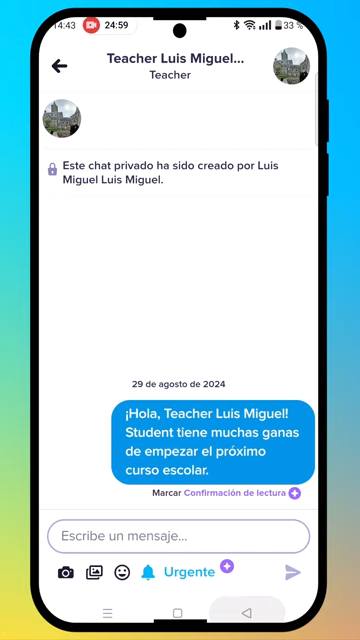 14:43 24:59 33 %
Teacher Luis Miguel...
Teacher
Este chat privado ha sido creado por Luis
Miguel Luis Miguel.
29 de agosto de 2024
¡Hola, Teacher Luis Miguel!
Student tiene muchas ganas
de empezar el próximo
curso escolar.
Marcar Confirmación de lectura
Escribe un mensaje...
Urgente